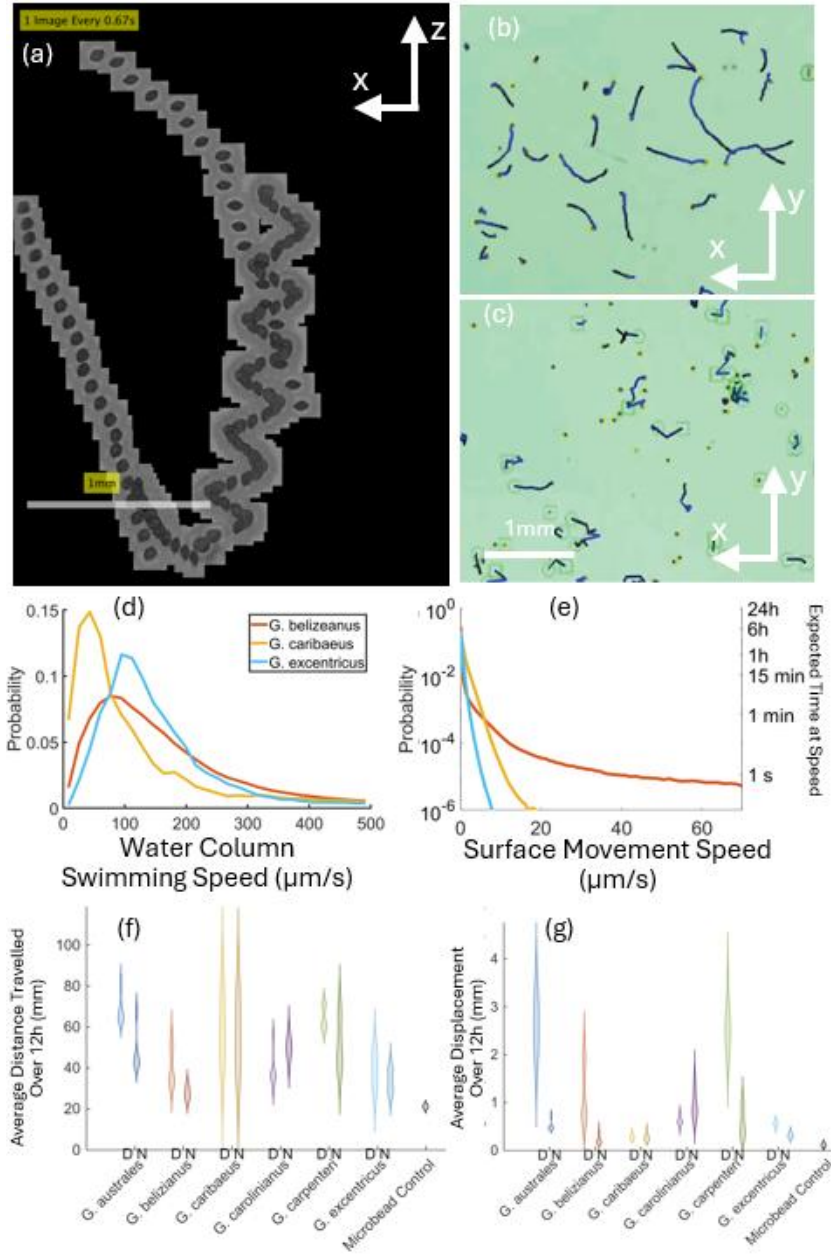 1 Image Every 0.67s
(a)
z
x
1mm
(b)
y
x
(c)
y
x
1mm
(d)
0.15
0.1
0.05
0
Probability
G. belizeanus
G. caribaeus
G. excentricus
0 100 200 300 400 500
Water Column
Swimming Speed (µm/s)
(e)
10^0
10^-2
10^-4
10^-6
Probability
24h
6h
1h
15 min
1 min
1 s
Expected Time at Speed
0 20 40 60
Surface Movement Speed
(µm/s)
(f)
100
80
60
40
20
0
Average Distance Travelled
Over 12h (mm)
D N D N D N D N D N D N
G. australes
G. belizianus
G. caribaeus
G. carolinianus
G. carpenteri
G. excentricus
Microbead Control
(g)
4
3
2
1
0
Average Displacement
Over 12h (mm)
D N D N D N D N D N D N
G. australes
G. belizianus
G. caribaeus
G. carolinianus
G. carpenteri
G. excentricus
Microbead Control